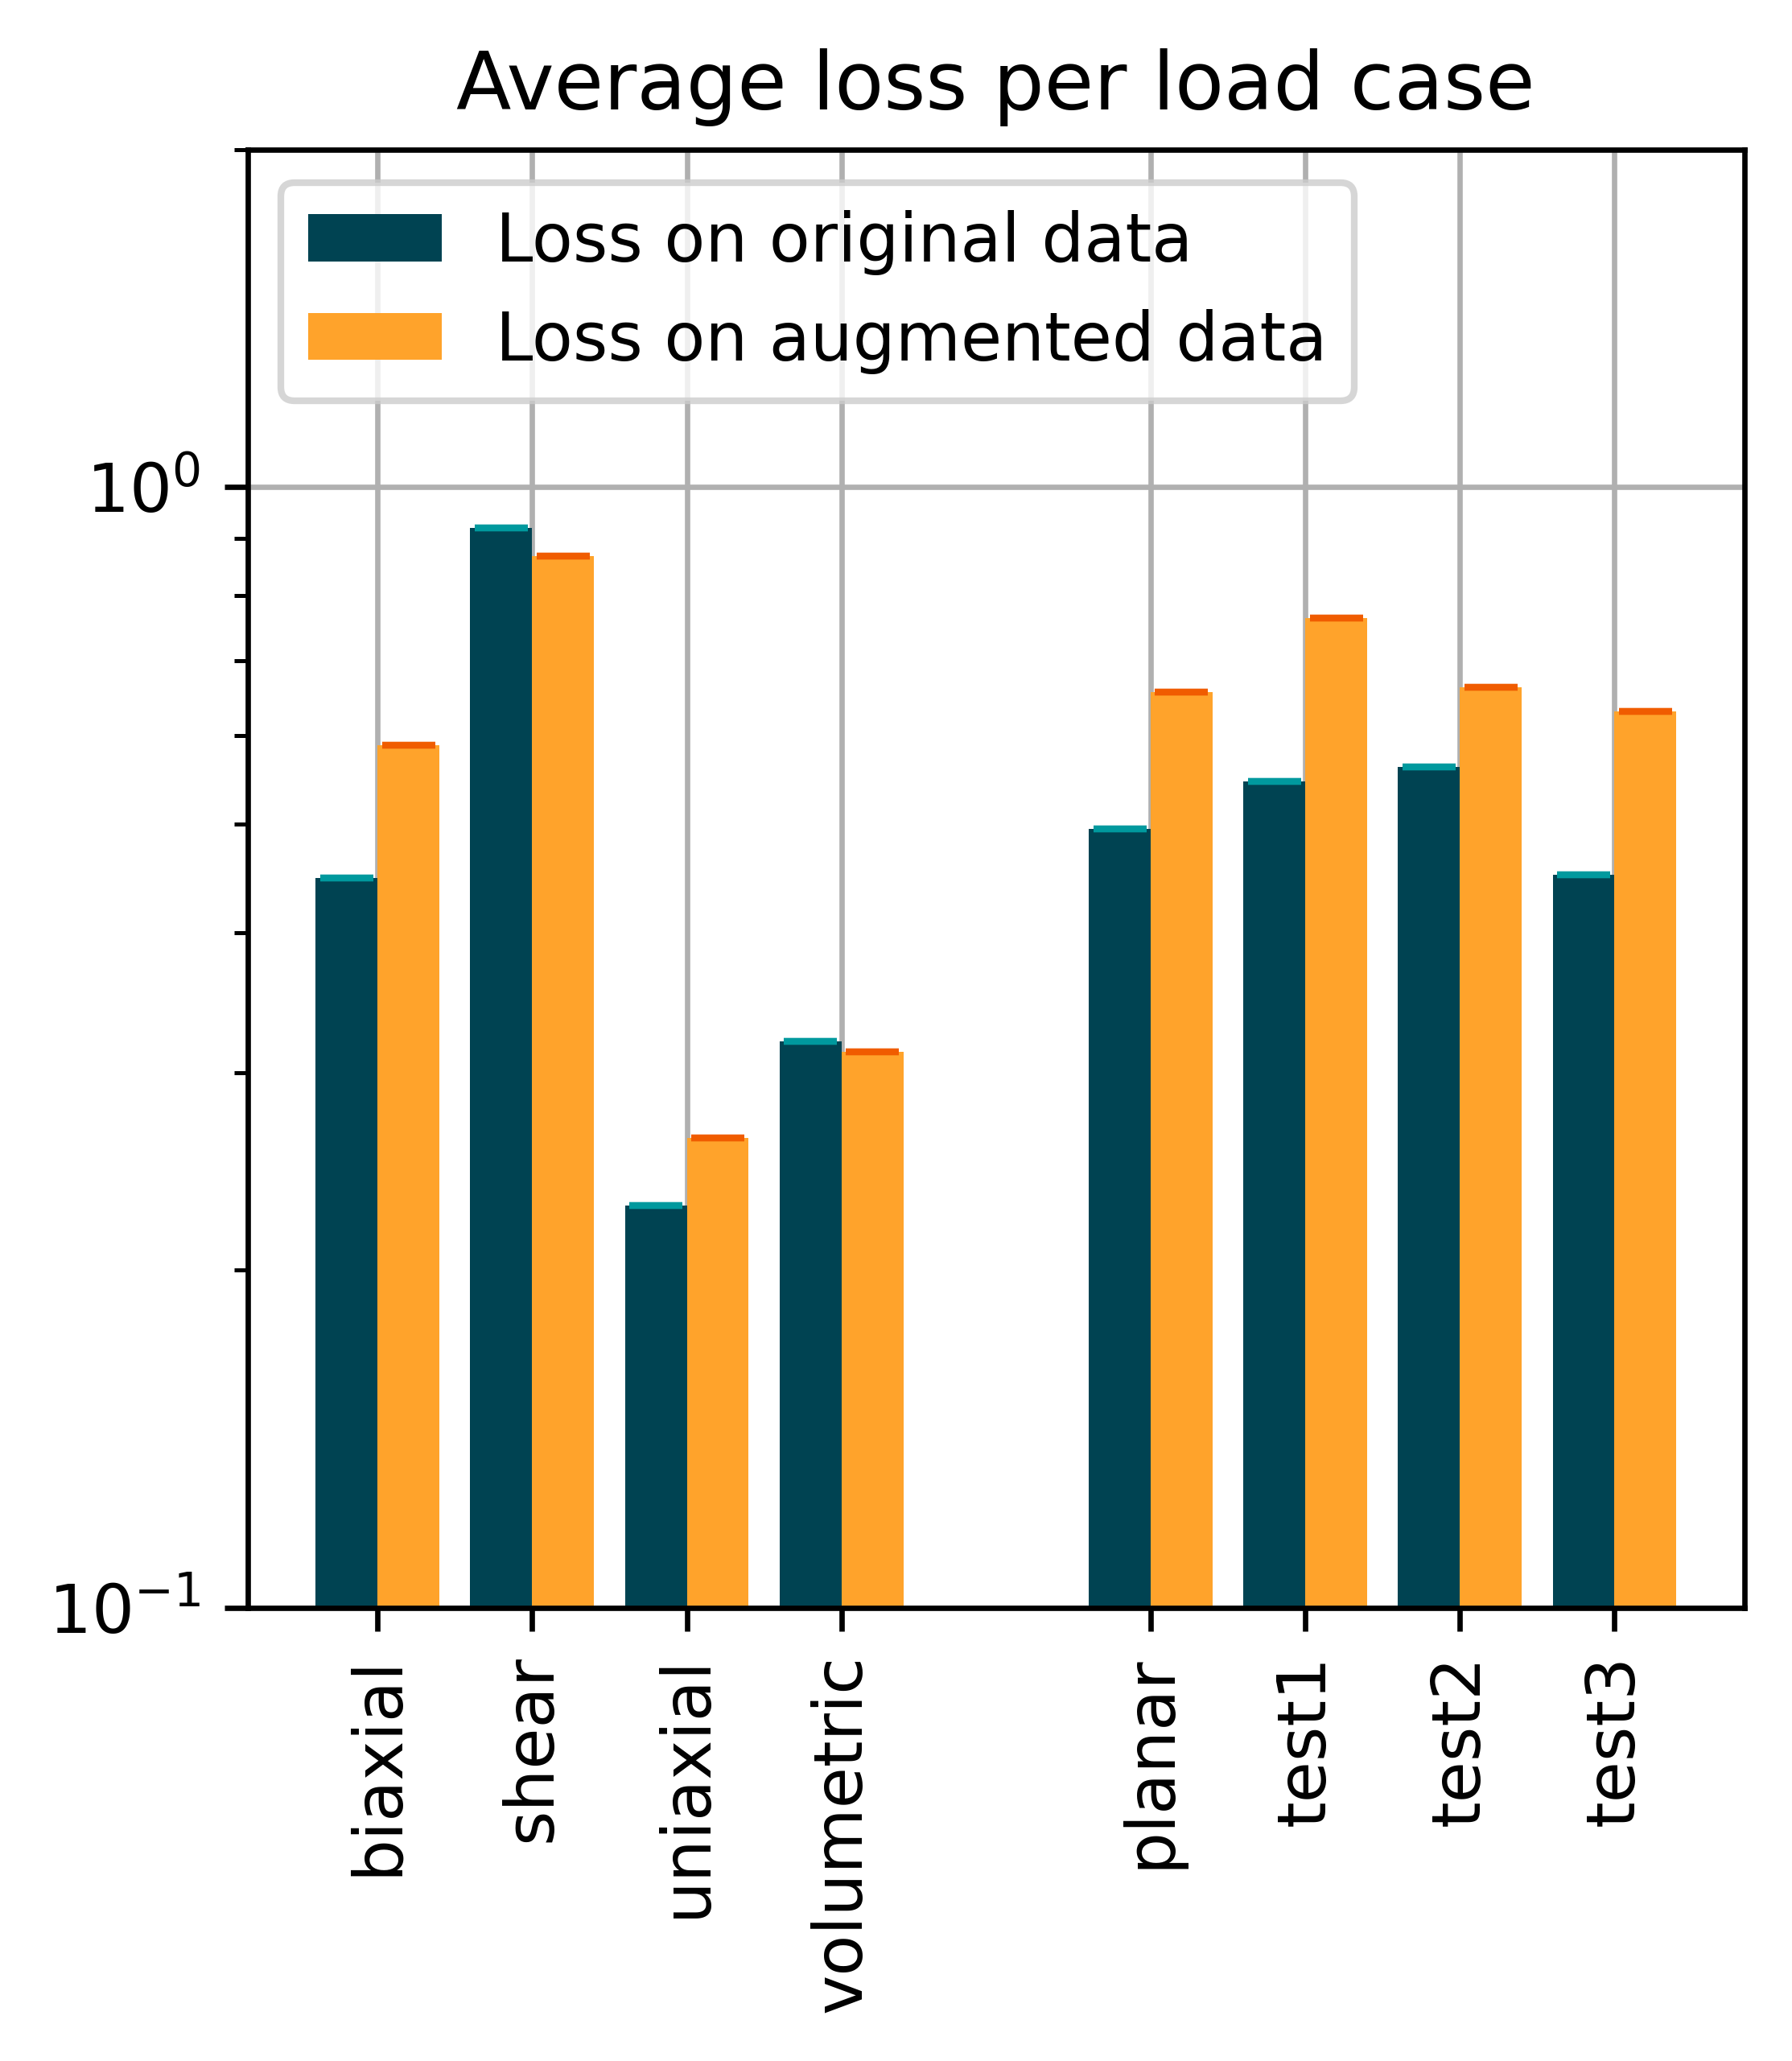 Average loss per load case
Loss on original data
Loss on augmented data
10⁰
10⁻¹
biaxial
shear
uniaxial
volumetric
planar
test1
test2
test3